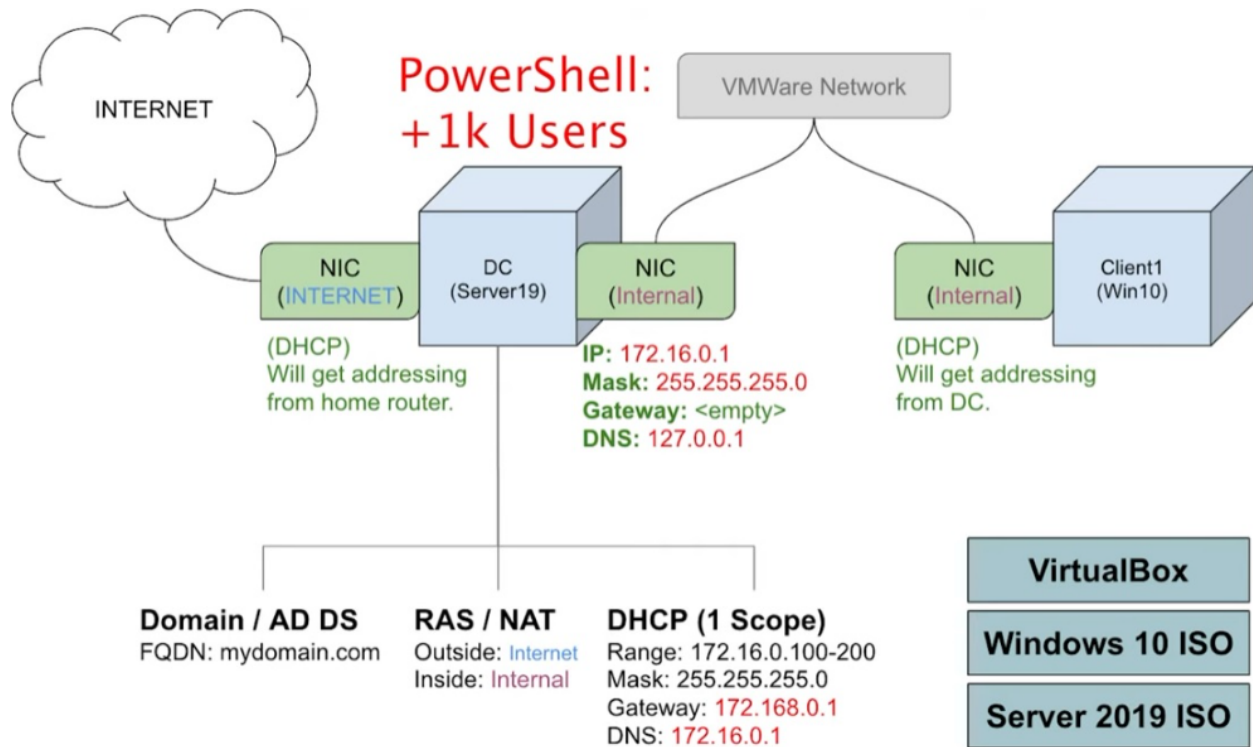 INTERNET
PowerShell:
+1k Users
VMWare Network
NIC
(INTERNET)
DC
(Server19)
NIC
(Internal)
NIC
(Internal)
Client1
(Win10)
(DHCP)
Will get addressing
from home router.
IP: 172.16.0.1
Mask: 255.255.255.0
Gateway: <empty>
DNS: 127.0.0.1
(DHCP)
Will get addressing
from DC.
Domain / AD DS
FQDN: mydomain.com
RAS / NAT
Outside: Internet
Inside: Internal
DHCP (1 Scope)
Range: 172.16.0.100-200
Mask: 255.255.255.0
Gateway: 172.168.0.1
DNS: 172.16.0.1
VirtualBox
Windows 10 ISO
Server 2019 ISO